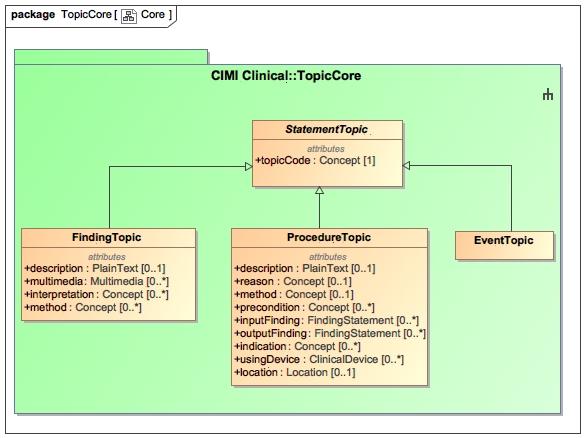 package TopicCore [ Core ]
CIMI Clinical::TopicCore
StatementTopic
attributes
+topicCode : Concept [1]
FindingTopic
attributes
+description : PlainText [0..1]
+multimedia : Multimedia [0..*]
+interpretation : Concept [0..*]
+method : Concept [0..*]
ProcedureTopic
attributes
+description : PlainText [0..1]
+reason : Concept [0..1]
+method : Concept [0..1]
+precondition : Concept [0..*]
+inputFinding : FindingStatement [0..*]
+outputFinding : FindingStatement [0..*]
+indication : Concept [0..*]
+usingDevice : ClinicalDevice [0..*]
+location : Location [0..1]
EventTopic